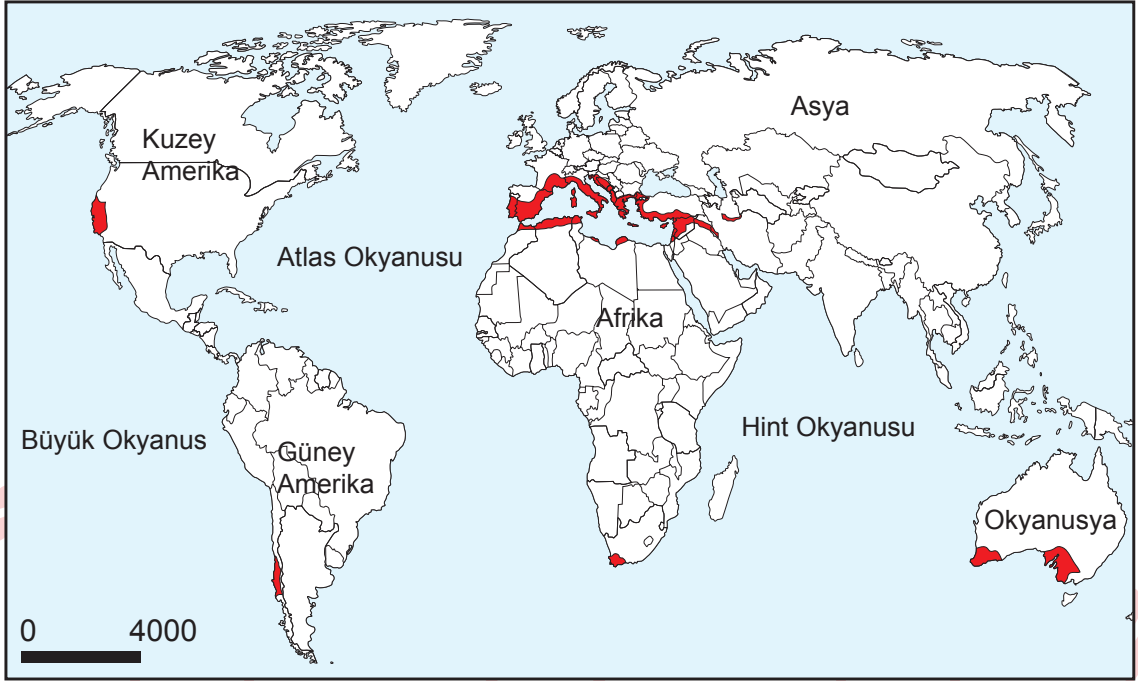 Asya
Kuzey
Amerika
Atlas Okyanusu
Afrika
Büyük Okyanus
Hint Okyanusu
Güney
Amerika
Okyanusya
0 4000